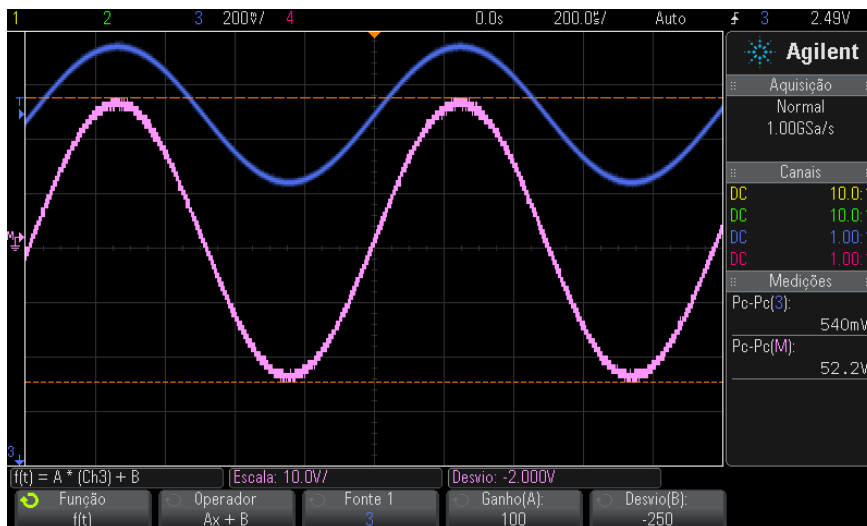 1 2 3 200▽/ 4 0.0s 200.0µs/ Auto 3 2.49V
Agilent
Aquisição
Normal
1.00GSa/s
Canais
DC 10.0:1
DC 10.0:1
DC 1.00:1
DC 1.00:1
Medições
Pc-Pc(3):
540mV
Pc-Pc(M):
52.2V
T
M
3
f(t) = A * (Ch3) + B Escala: 10.0V/ Desvio: -2.000V
Função Operador Fonte 1 Ganho(A): Desvio(B):
f(t) Ax + B 3 100 -250